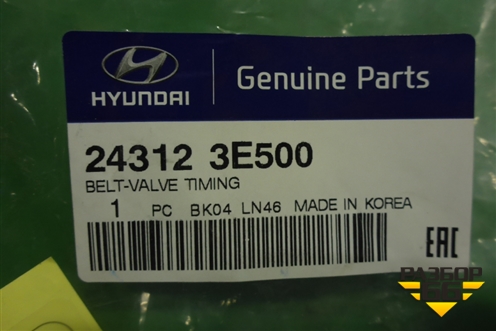 HYUNDAI
Genuine Parts
24312 3E500
BELT-VALVE TIMING
1 PC BK04 LN46 MADE IN KOREA
EAC
РАЗБОР